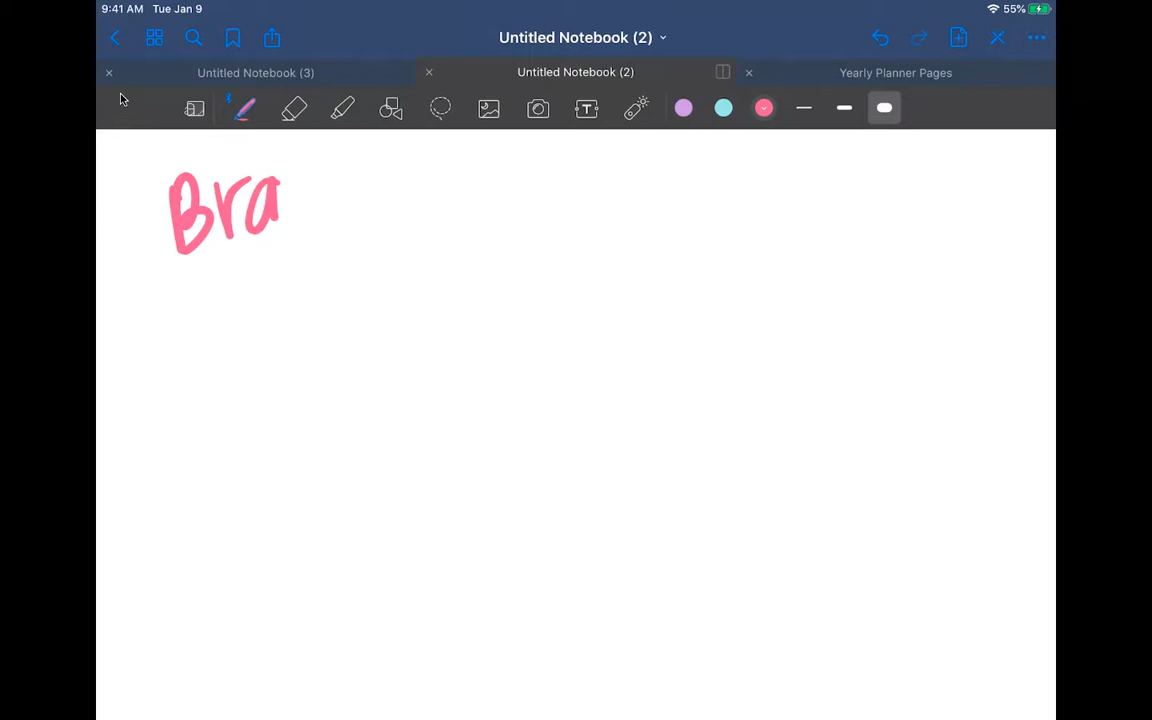 9:41 AM Tue Jan 9 55%
Untitled Notebook (2)
Untitled Notebook (3) Untitled Notebook (2) Yearly Planner Pages
T
Bra